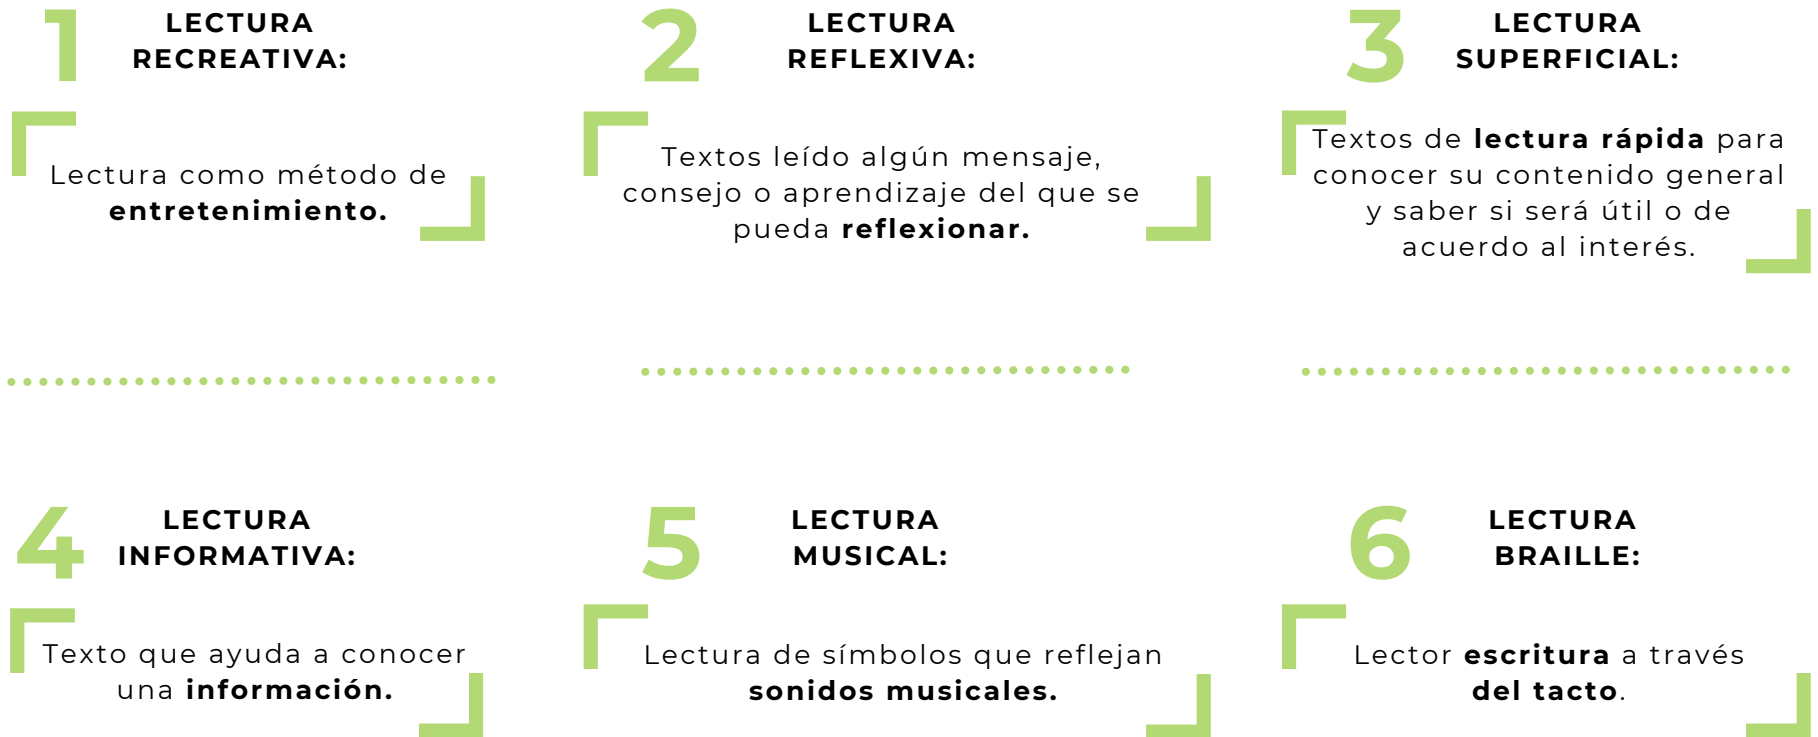 1
LECTURA
RECREATIVA:
Lectura como método de
entretenimiento.
2
LECTURA
REFLEXIVA:
Textos leído algún mensaje,
consejo o aprendizaje del que se
pueda reflexionar.
3
LECTURA
SUPERFICIAL:
Textos de lectura rápida para
conocer su contenido general
y saber si será útil o de
acuerdo al interés.
4
LECTURA
INFORMATIVA:
Texto que ayuda a conocer
una información.
5
LECTURA
MUSICAL:
Lectura de símbolos que reflejan
sonidos musicales.
6
LECTURA
BRAILLE:
Lector escritura a través
del tacto.